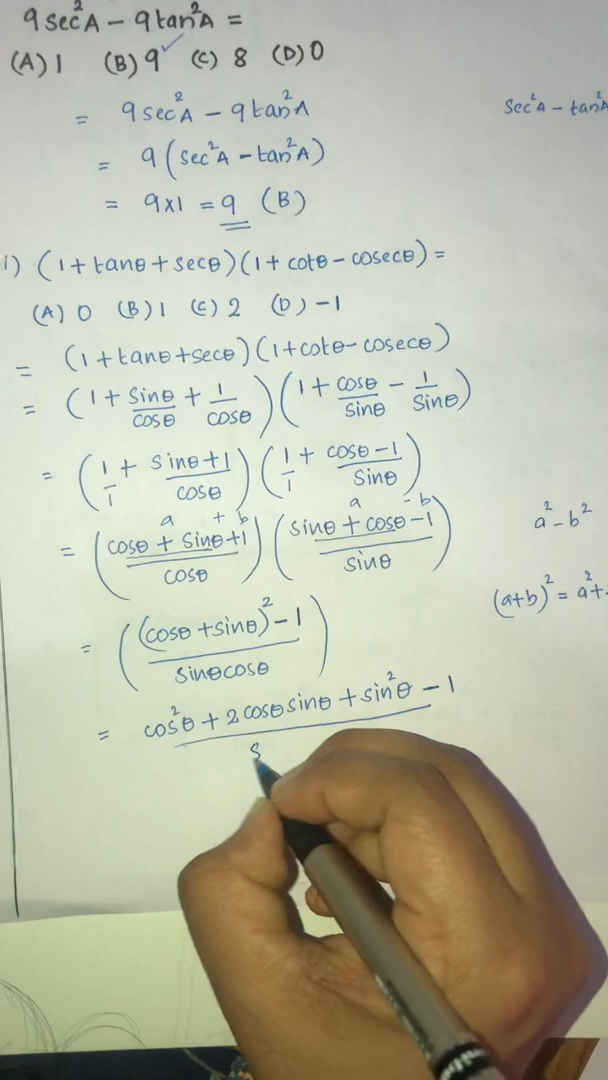 9 sec²A - 9 tan²A =
(A) 1 (B) 9 ✓ (C) 8 (D) 0
= 9 sec²A - 9 tan²A
sec²A - tan²A
= 9 (sec²A - tan²A)
= 9×1 = 9 (B)
i) (1 + tanθ + secθ)(1 + cotθ - cosecθ) =
(A) 0 (B) 1 (C) 2 (D) -1
= (1 + tanθ + secθ)(1 + cotθ - cosecθ)
= (1 + sinθ/cosθ + 1/cosθ)(1 + cosθ/sinθ - 1/sinθ)
= (1/1 + sinθ+1/cosθ)(1/1 + cosθ-1/sinθ)
a + b a - b
= (cosθ + sinθ+1/cosθ)(sinθ + cosθ-1/sinθ)
a² - b²
= ((cosθ + sinθ)² - 1/sinθcosθ)
(a+b)² = a² +
= cos²θ + 2cosθsinθ + sin²θ - 1
s